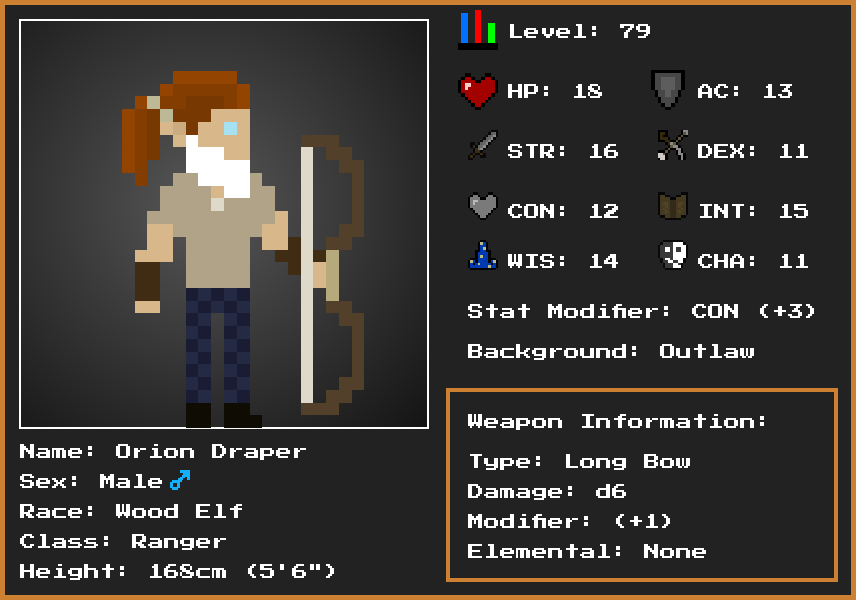 Level: 79
HP: 18
AC: 13
STR: 16
DEX: 11
CON: 12
INT: 15
WIS: 14
CHA: 11
Stat Modifier: CON (+3)
Background: Outlaw
Weapon Information:
Type: Long Bow
Damage: d6
Modifier: (+1)
Elemental: None
Name: Orion Draper
Sex: Male♂
Race: Wood Elf
Class: Ranger
Height: 168cm (5'6")